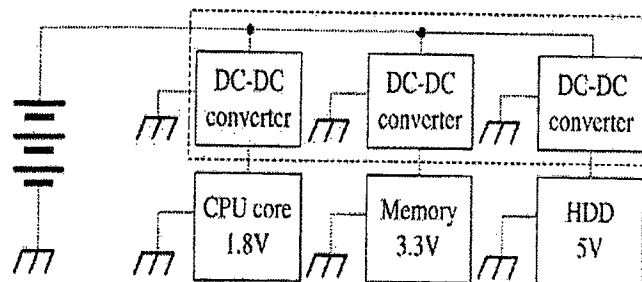 DC-DC
converter
DC-DC
converter
DC-DC
converter
CPU core
1.8V
Memory
3.3V
HDD
5V